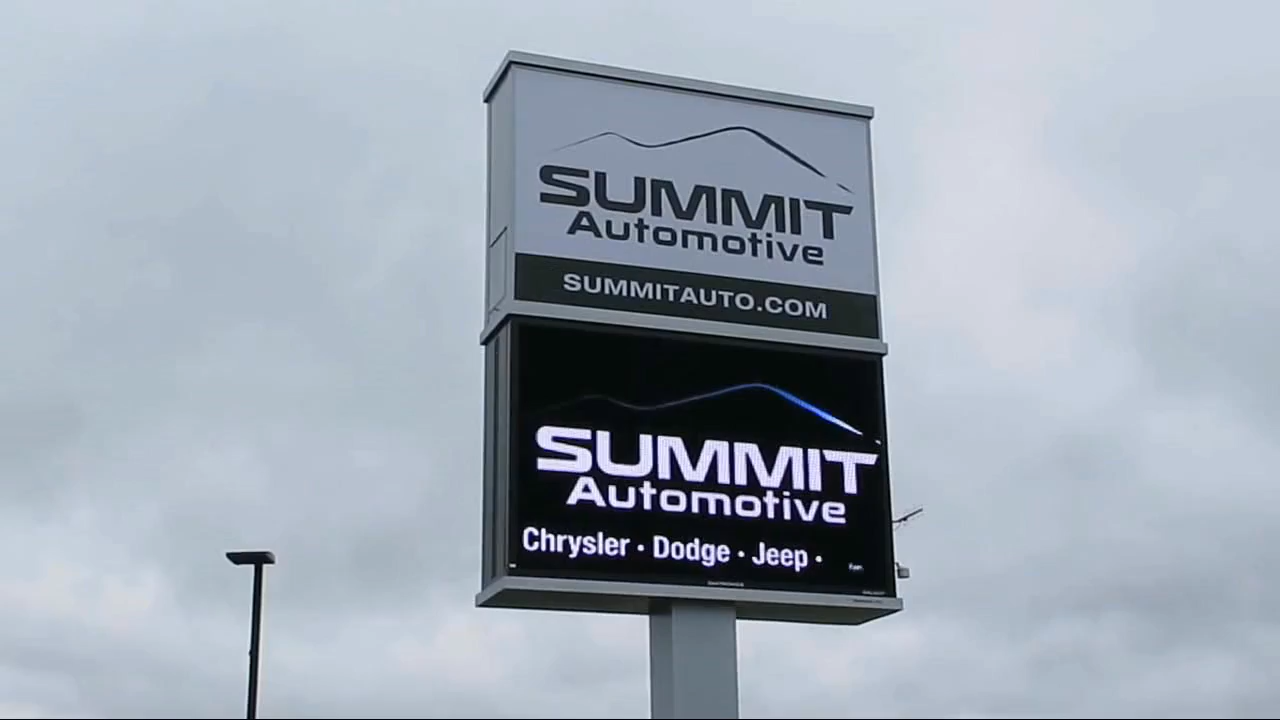 SUMMIT
Automotive
SUMMITAUTO.COM
SUMMIT
Automotive
Chrysler · Dodge · Jeep ·